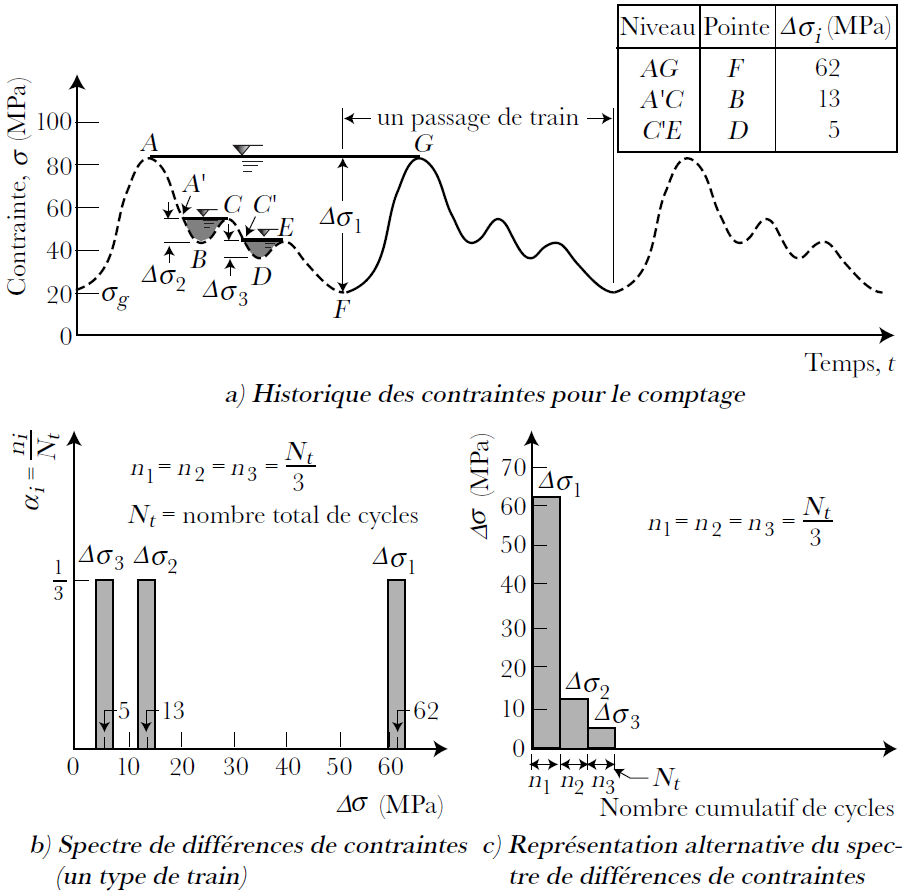 Niveau Pointe Δσi (MPa)
AG F 62
A'C B 13
C'E D 5
Contrainte, σ (MPa)
100
80
60
40
20
0
un passage de train
A
G
A'
C
C'
E
B
D
F
Δσ1
Δσ2
Δσ3
σg
Temps, t
a) Historique des contraintes pour le comptage
αi = ni/Nt
n1 = n2 = n3 = Nt/3
Nt = nombre total de cycles
1/3
Δσ3
Δσ2
Δσ1
5
13
62
0 10 20 30 40 50 60
Δσ (MPa)
b) Spectre de différences de contraintes
(un type de train)
Δσ (MPa)
70
60
50
40
30
20
10
0
Δσ1
Δσ2
Δσ3
n1 = n2 = n3 = Nt/3
n1 n2 n3
Nt
Nombre cumulatif de cycles
c) Représentation alternative du spec-
tre de différences de contraintes